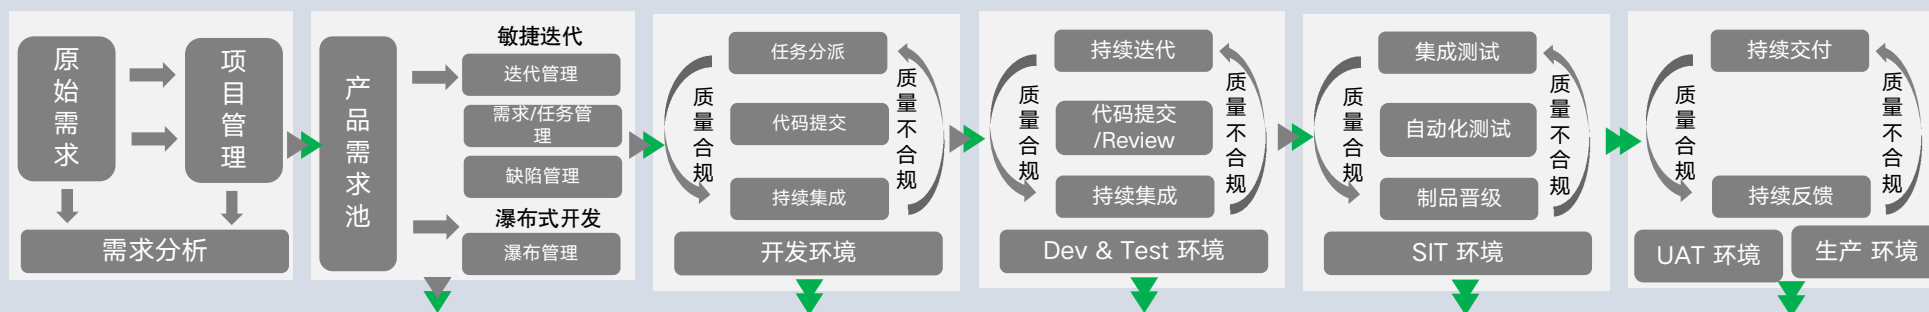 原始需求
项目管理
需求分析
产品需求池
敏捷迭代
迭代管理
需求/任务管
理
缺陷管理
瀑布式开发
瀑布管理
质量合规
任务分派
代码提交
持续集成
质量不合规
开发环境
质量合规
持续迭代
代码提交
/Review
持续集成
质量不合规
Dev & Test 环境
质量合规
集成测试
自动化测试
制品晋级
质量不合规
SIT 环境
质量合规
持续交付
持续反馈
质量不合规
UAT 环境
生产 环境